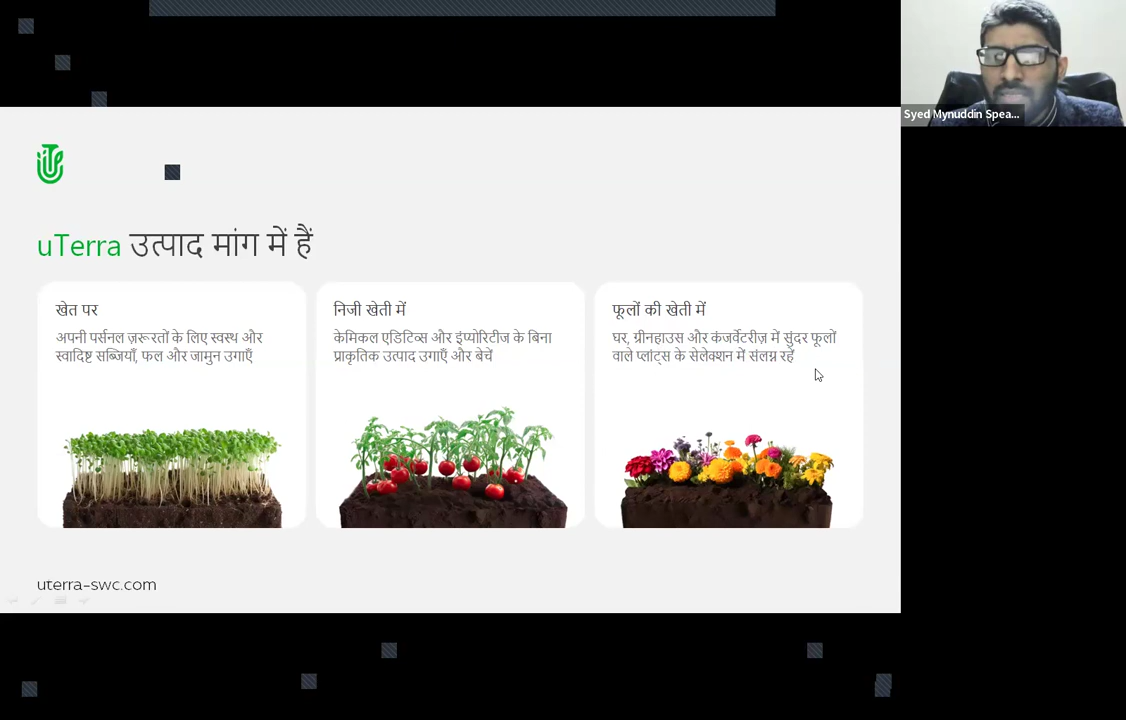 Syed Mynuddin Spea...
uTerra उत्पाद मांग में हैं
खेत पर
अपनी पर्सनल ज़रूरतों के लिए स्वस्थ और
स्वादिष्ट सब्जियाँ, फल और जामुन उगाएँ
निजी खेती में
केमिकल एडिटिव्स और इंप्योरिटीज के बिना
प्राकृतिक उत्पाद उगाएँ और बेचें
फूलों की खेती में
घर, ग्रीनहाउस और कंजर्वेटरीज़ में सुंदर फूलों
वाले प्लांट्स के सेलेक्शन में संलग्न रहें
uterra-swc.com